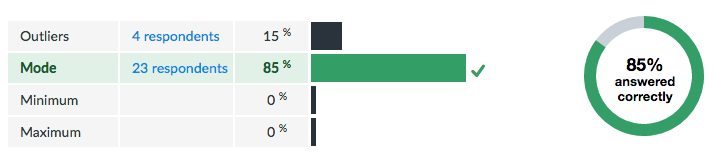 Outliers 4 respondents 15 %
Mode 23 respondents 85 %
Minimum 0 %
Maximum 0 %
85%
answered
correctly